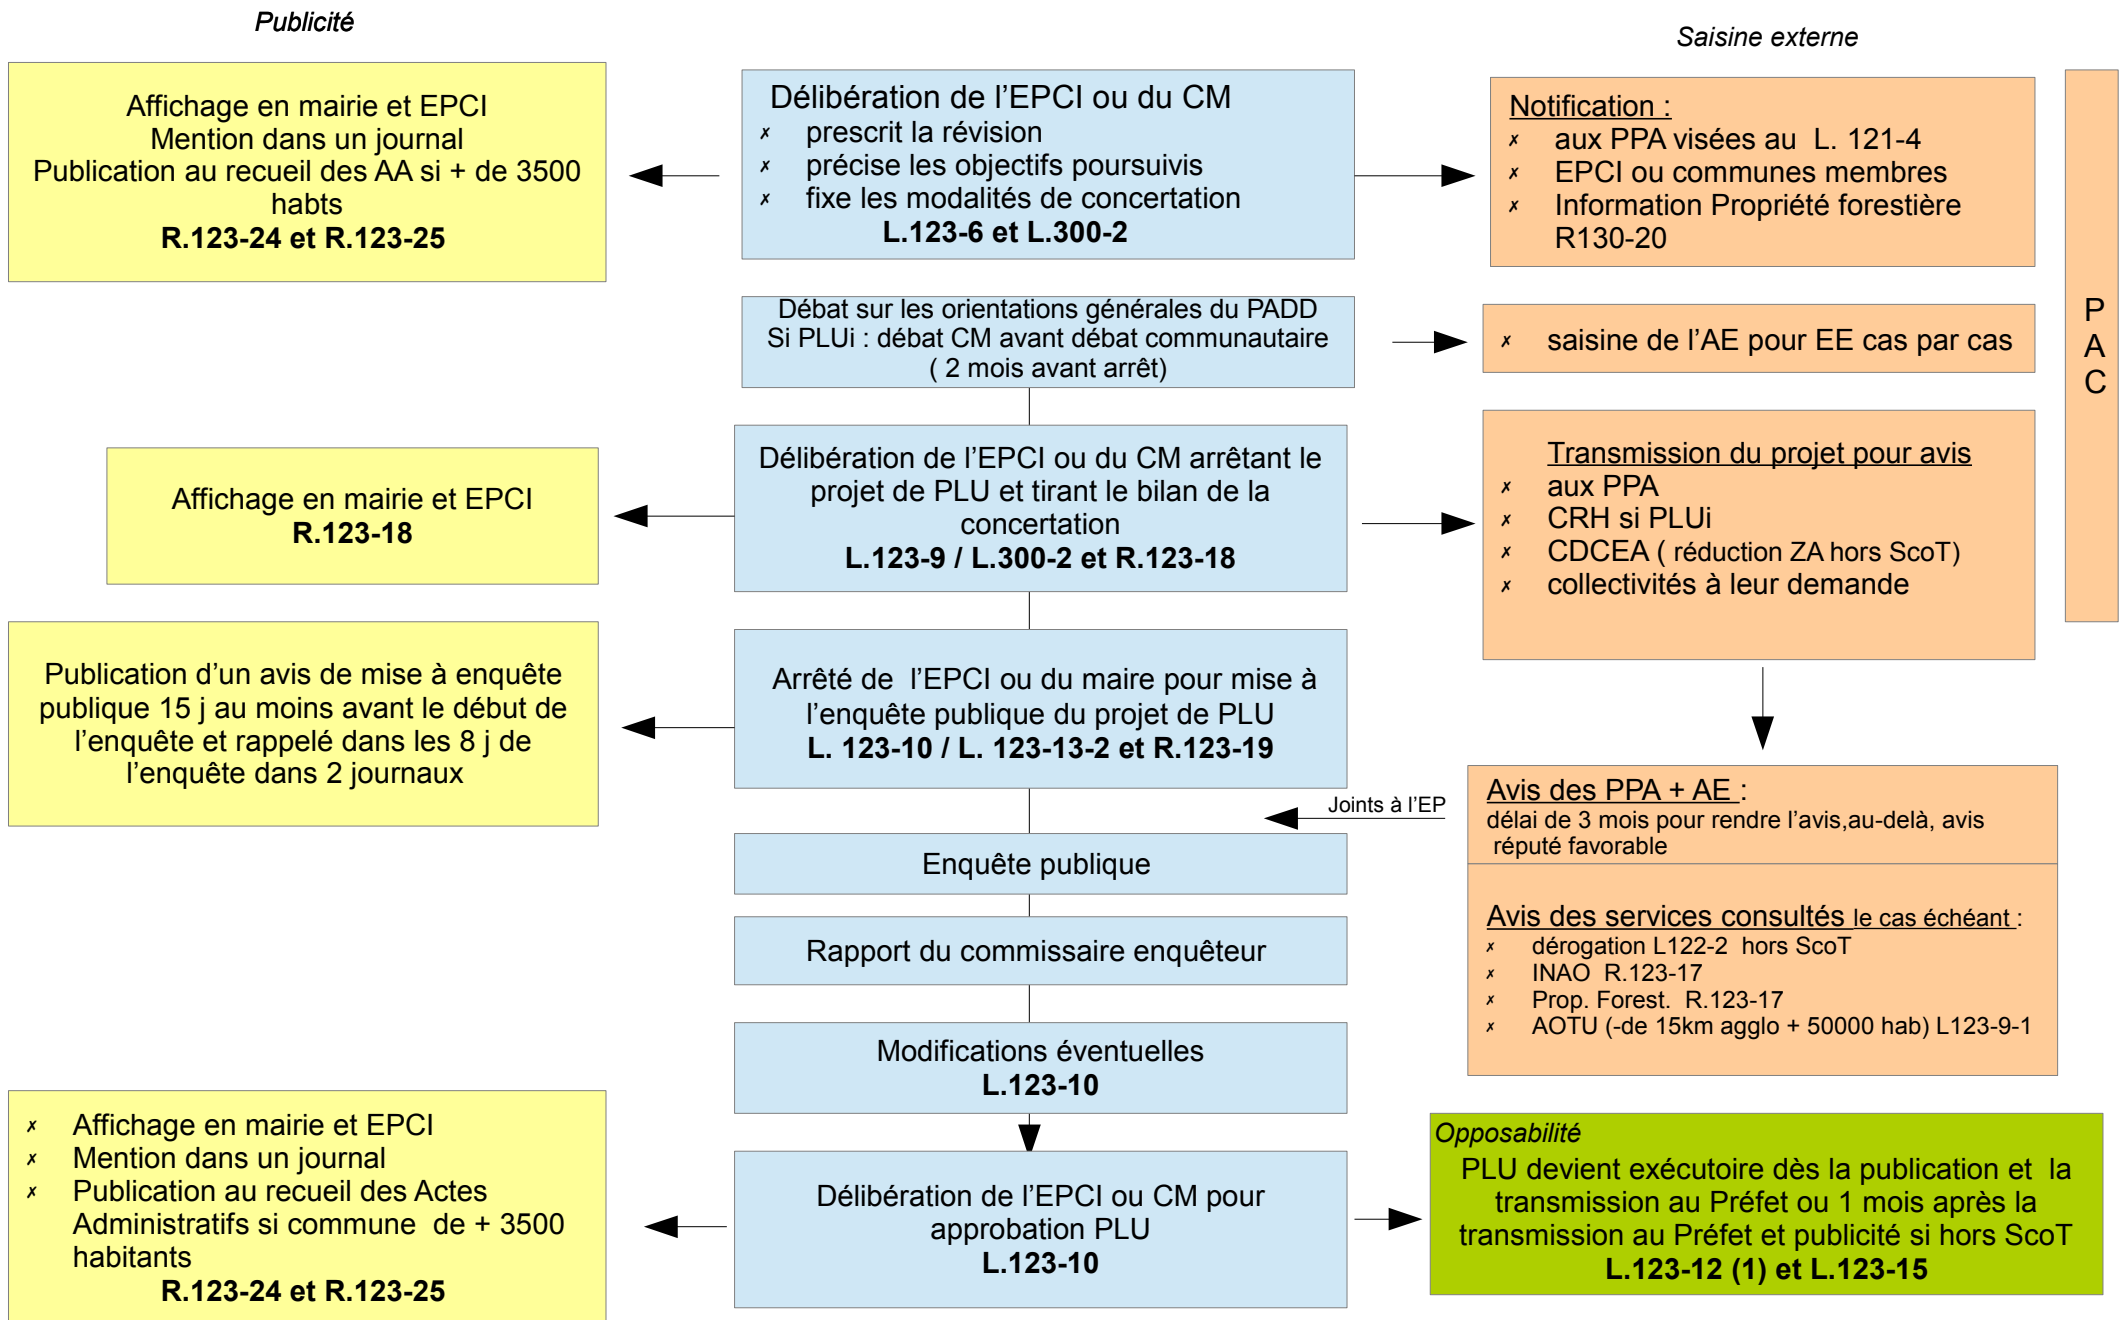 Publicité
Saisine externe
Affichage en mairie et EPCI
Mention dans un journal
Publication au recueil des AA si + de 3500
habts
R.123-24 et R.123-25
Délibération de l'EPCI ou du CM
✗ prescrit la révision
✗ précise les objectifs poursuivis
✗ fixe les modalités de concertation
L.123-6 et L.300-2
Notification :
✗ aux PPA visées au L. 121-4
✗ EPCI ou communes membres
✗ Information Propriété forestière
R130-20
P
A
C
Débat sur les orientations générales du PADD
Si PLUi : débat CM avant débat communautaire
( 2 mois avant arrêt)
✗ saisine de l'AE pour EE cas par cas
Affichage en mairie et EPCI
R.123-18
Délibération de l'EPCI ou du CM arrêtant le
projet de PLU et tirant le bilan de la
concertation
L.123-9 / L.300-2 et R.123-18
Transmission du projet pour avis
✗ aux PPA
✗ CRH si PLUi
✗ CDCEA ( réduction ZA hors ScoT)
✗ collectivités à leur demande
Publication d'un avis de mise à enquête
publique 15 j au moins avant le début de
l'enquête et rappelé dans les 8 j de
l'enquête dans 2 journaux
Arrêté de l'EPCI ou du maire pour mise à
l'enquête publique du projet de PLU
L. 123-10 / L. 123-13-2 et R.123-19
Joints à l'EP
Avis des PPA + AE :
délai de 3 mois pour rendre l'avis,au-delà, avis
réputé favorable
Enquête publique
Avis des services consultés le cas échéant :
✗ dérogation L122-2 hors ScoT
✗ INAO R.123-17
✗ Prop. Forest. R.123-17
✗ AOTU (-de 15km agglo + 50000 hab) L123-9-1
Rapport du commissaire enquêteur
Modifications éventuelles
L.123-10
✗ Affichage en mairie et EPCI
✗ Mention dans un journal
✗ Publication au recueil des Actes
Administratifs si commune de + 3500
habitants
R.123-24 et R.123-25
Délibération de l'EPCI ou CM pour
approbation PLU
L.123-10
Opposabilité
PLU devient exécutoire dès la publication et la
transmission au Préfet ou 1 mois après la
transmission au Préfet et publicité si hors ScoT
L.123-12 (1) et L.123-15